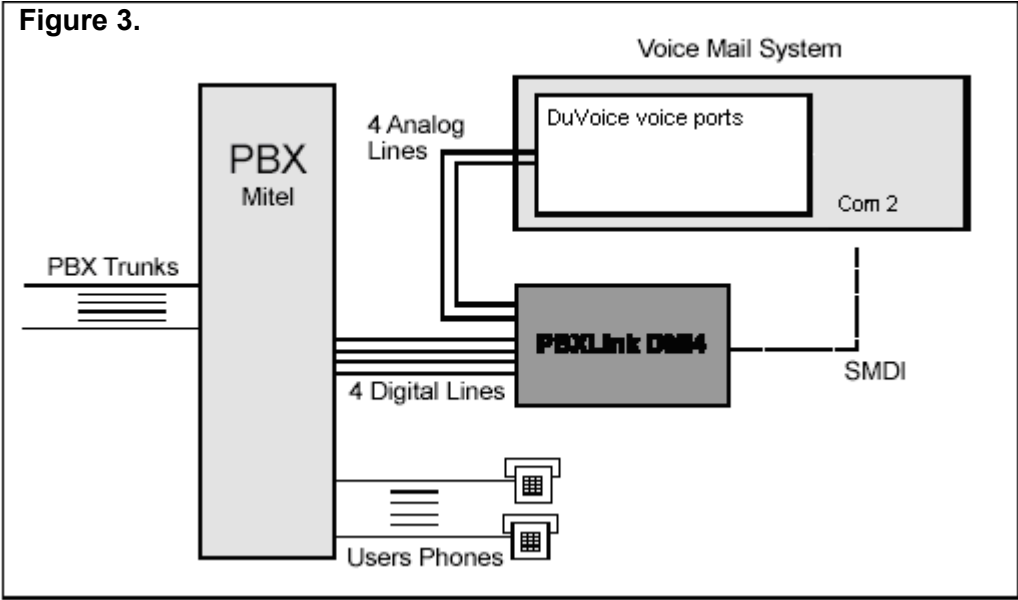 Figure 3.
Voice Mail System
4 Analog
Lines
DuVoice voice ports
PBX
Mitel
Com 2
PBX Trunks
PBXLink
SMDI
4 Digital Lines
Users Phones